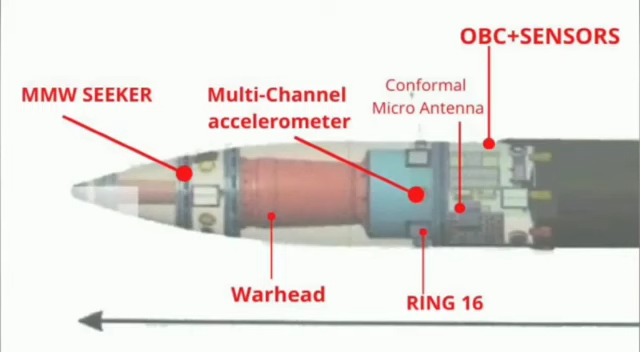 OBC+SENSORS
MMW SEEKER
Multi-Channel
accelerometer
Conformal
Micro Antenna
Warhead
RING 16